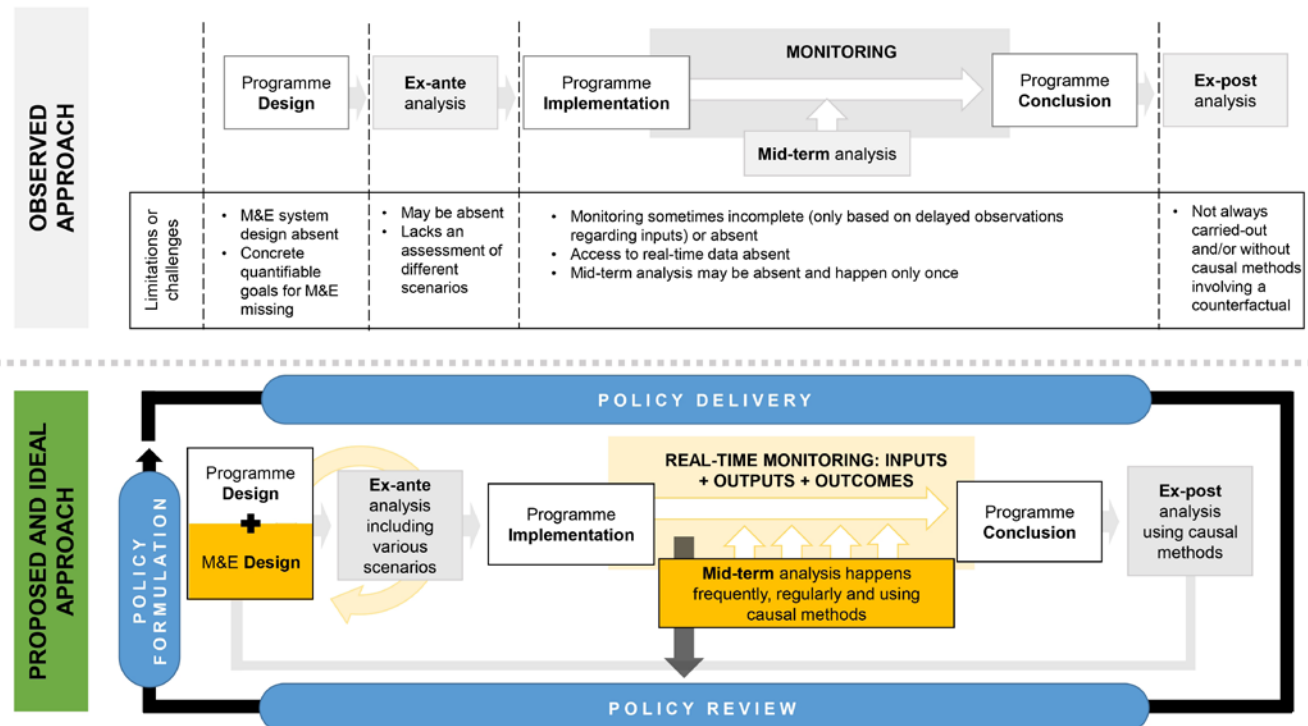 OBSERVED
APPROACH
Programme
Design
Ex-ante
analysis
Programme
Implementation
MONITORING
Mid-term analysis
Programme
Conclusion
Ex-post
analysis
Limitations or
challenges
• M&E system
design absent
• Concrete
quantifiable
goals for M&E
missing
• May be absent
• Lacks an
assessment of
different
scenarios
• Monitoring sometimes incomplete (only based on delayed observations
regarding inputs) or absent
• Access to real-time data absent
• Mid-term analysis may be absent and happen only once
• Not always
carried-out
and/or without
causal methods
involving a
counterfactual
PROPOSED AND IDEAL
APPROACH
POLICY DELIVERY
POLICY
FORMULATION
Programme
Design
+
M&E Design
Ex-ante
analysis
including
various
scenarios
Programme
Implementation
REAL-TIME MONITORING: INPUTS
+ OUTPUTS + OUTCOMES
Mid-term analysis happens
frequently, regularly and using
causal methods
Programme
Conclusion
Ex-post
analysis
using causal
methods
POLICY REVIEW